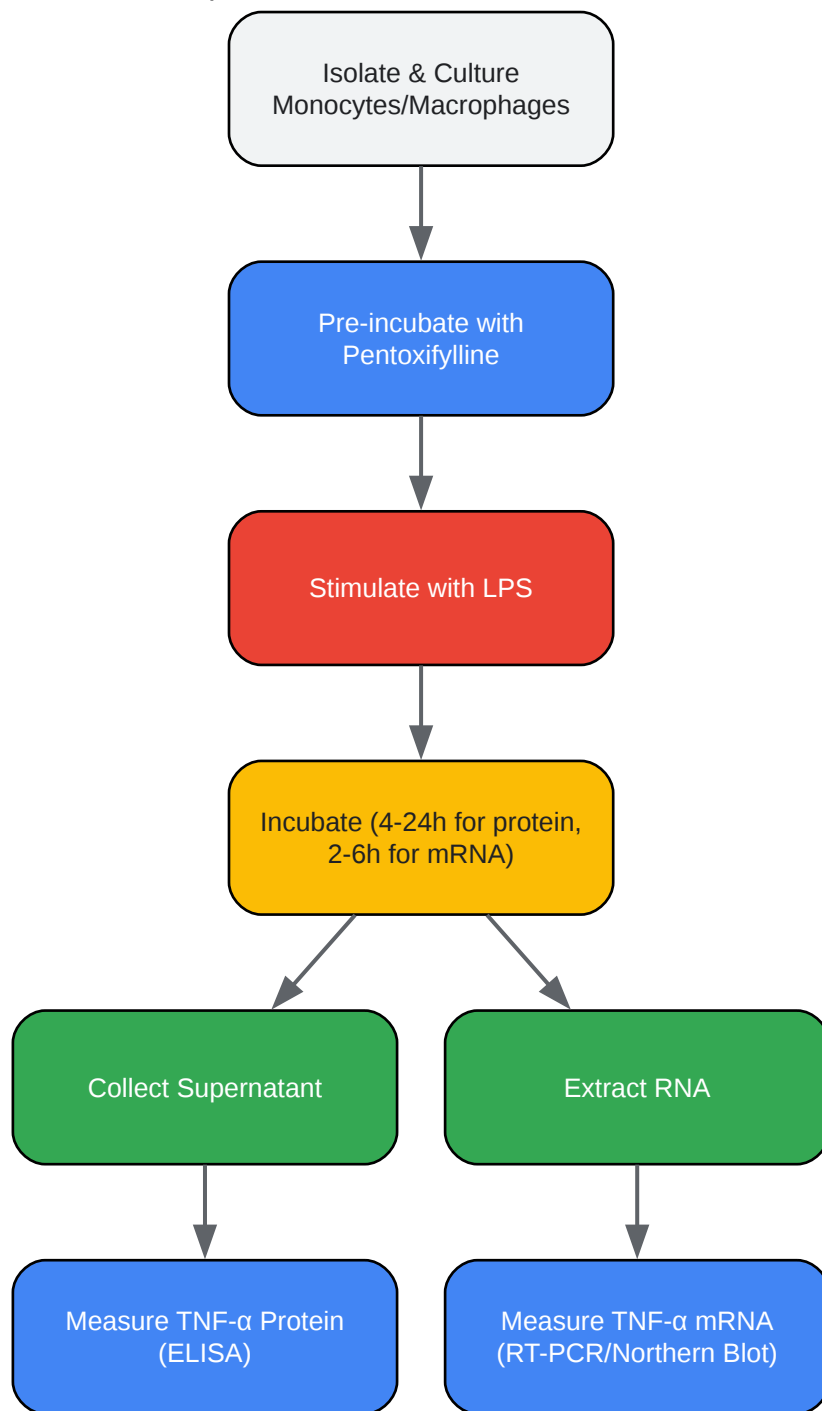 Isolate & Culture
Monocytes/Macrophages
Pre-incubate with
Pentoxifylline
Stimulate with LPS
Incubate (4-24h for protein,
2-6h for mRNA)
Collect Supernatant
Extract RNA
Measure TNF-α Protein
(ELISA)
Measure TNF-α mRNA
(RT-PCR/Northern Blot)